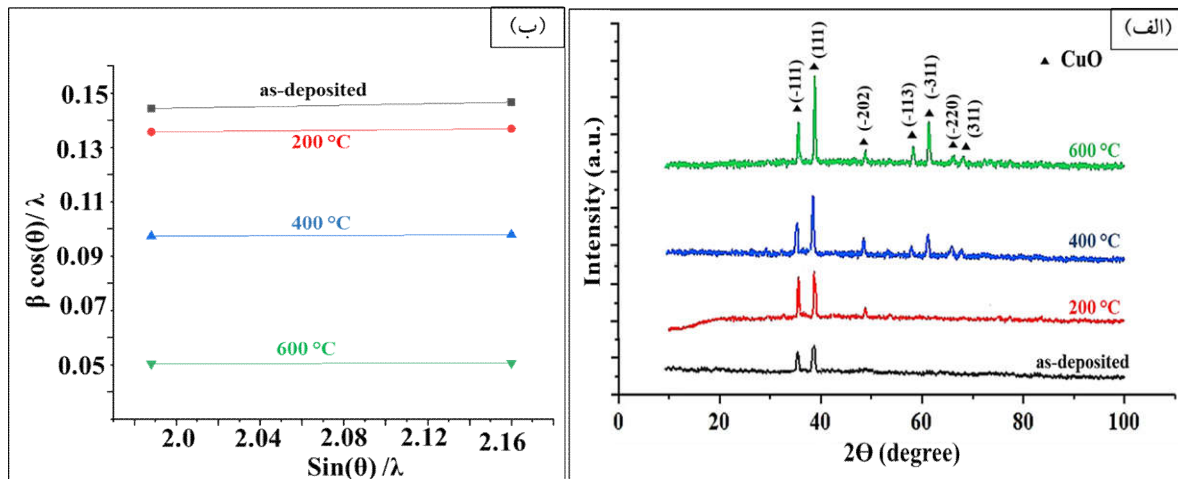 (ب)
as-deposited
200 °C
400 °C
600 °C
0.15
0.13
0.11
0.09
0.07
0.05
β cos(θ)/ λ
2.0
2.04
2.08
2.12
2.16
Sin(θ) /λ
(الف)
▲ CuO
(-111)
(111)
(-202)
(-113)
(-311)
(-220)
(311)
600 °C
400 °C
200 °C
as-deposited
Intensity (a.u.)
0
20
40
60
80
100
2Θ (degree)